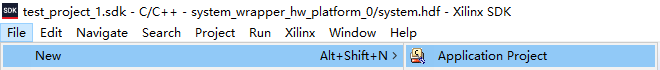 SDK test_project_1.sdk - C/C++ - system_wrapper_hw_platform_0/system.hdf - Xilinx SDK
File Edit Navigate Search Project Run Xilinx Window Help
New Alt+Shift+N > Application Project